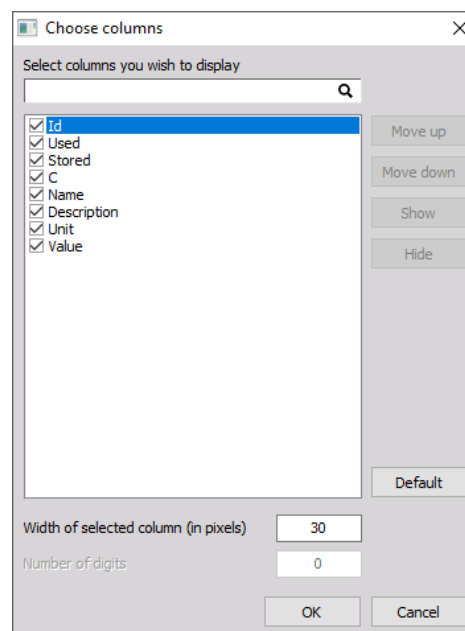 Choose columns
Select columns you wish to display
Id
Used
Stored
C
Name
Description
Unit
Value
Move up
Move down
Show
Hide
Default
Width of selected column (in pixels) 30
Number of digits 0
OK Cancel